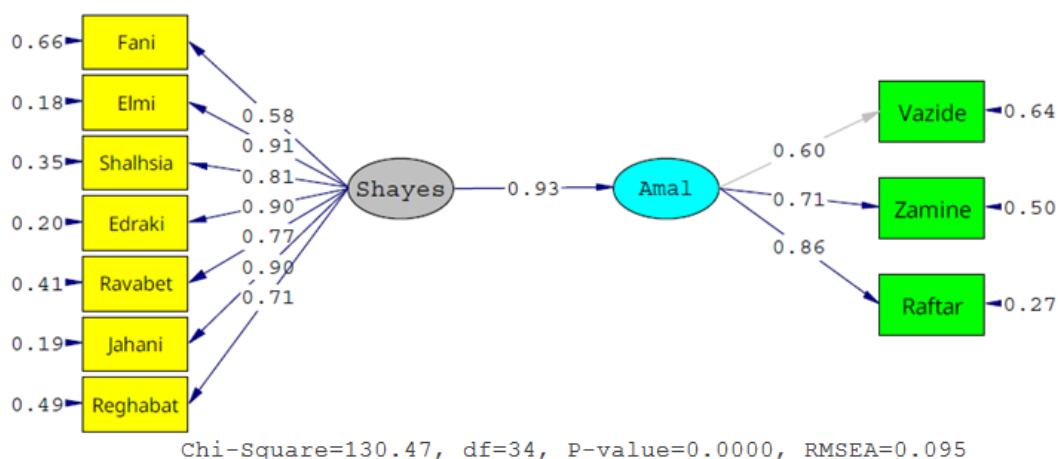 0.66 Fani
0.58
0.18 Elmi
0.91
0.35 Shalhsia
0.81
0.20 Edraki
0.90
0.41 Ravabet
0.77
0.19 Jahani
0.90
0.49 Reghabat
0.71
Shayes
0.93
Amal
0.60
Vazide 0.64
0.71
Zamine 0.50
0.86
Raftar 0.27
Chi-Square=130.47, df=34, P-value=0.0000, RMSEA=0.095